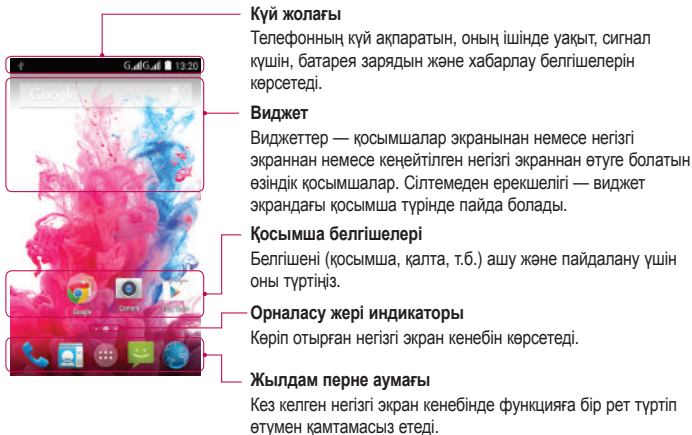 Күй жолағы
Телефонның күй ақпаратын, оның ішінде уақыт, сигнал
күшін, батарея зарядын және хабарлау белгішелерін
көрсетеді.
G G 13:20
Google
Виджет
Виджеттер — қосымшалар экранынан немесе негізгі
экраннан немесе кеңейтілген негізгі экраннан өтуге болатын
өзіндік қосымшалар. Сілтемеден ерекшелігі — виджет
экрандағы қосымша түрінде пайда болады.
Қосымша белгішелері
Белгішені (қосымша, қалта, т.б.) ашу және пайдалану үшін
оны түртіңіз.
Google Camera
Орналасу жері индикаторы
Көріп отырған негізгі экран кенебін көрсетеді.
Жылдам перне аумағы
Кез келген негізгі экран кенебінде функцияға бір рет түртіп
өтумен қамтамасыз етеді.